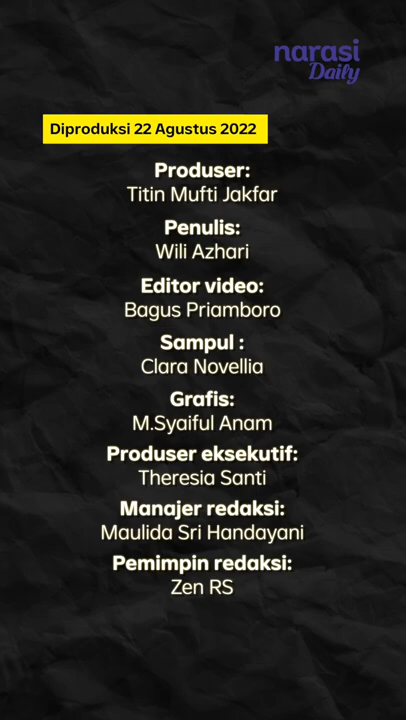 narasi
Daily
Diproduksi 22 Agustus 2022
Produser:
Titin Mufti Jakfar
Penulis:
Wili Azhari
Editor video:
Bagus Priamboro
Sampul :
Clara Novellia
Grafis:
M.Syaiful Anam
Produser eksekutif:
Theresia Santi
Manajer redaksi:
Maulida Sri Handayani
Pemimpin redaksi:
Zen RS